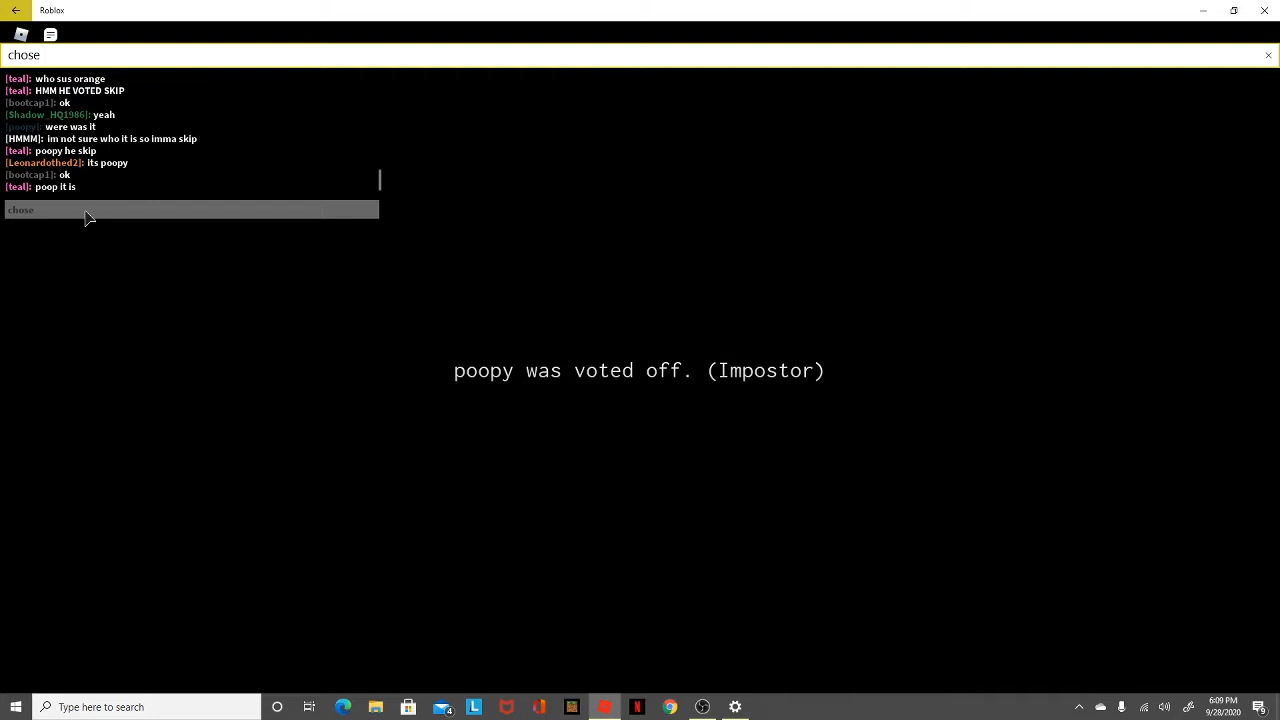 Roblox
chose
[teal]: who sus orange
[teal]: HMM HE VOTED SKIP
[bootcap1]: ok
[Shadow_HQ1986]: yeah
[poopy]: were was it
[HMMM]: im not sure who it is so imma skip
[teal]: poopy he skip
[Leonardothed2]: its poopy
[bootcap1]: ok
[teal]: poop it is
chose
poopy was voted off. (Impostor)
Type here to search
4
L
N
6:09 PM
9/28/2020